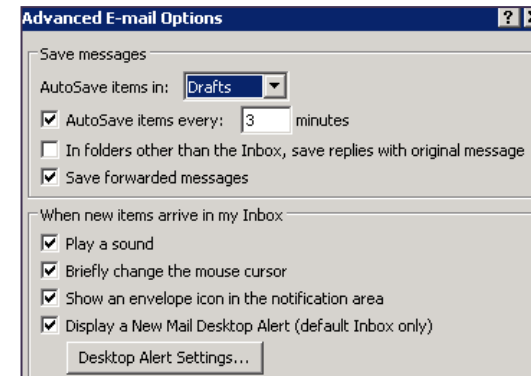 Advanced E-mail Options
Save messages
AutoSave items in: Drafts
AutoSave items every: 3 minutes
In folders other than the Inbox, save replies with original message
Save forwarded messages
When new items arrive in my Inbox
Play a sound
Briefly change the mouse cursor
Show an envelope icon in the notification area
Display a New Mail Desktop Alert (default Inbox only)
Desktop Alert Settings...